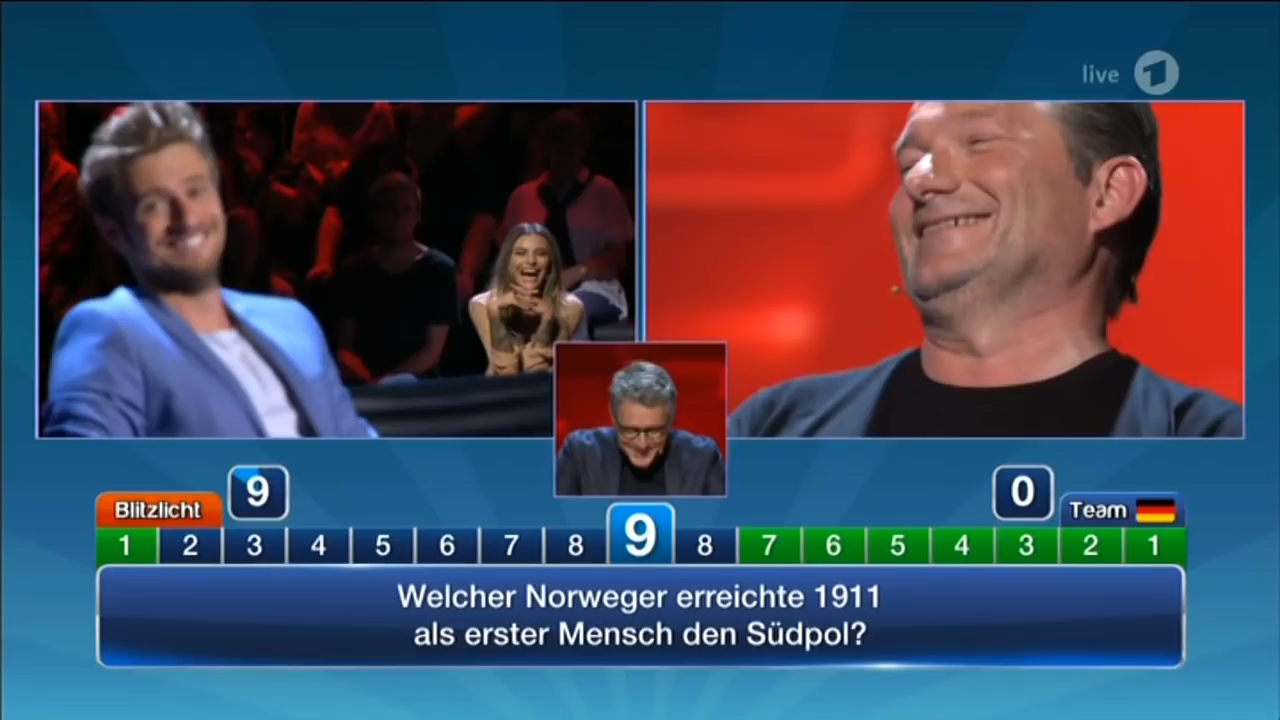 live 1
9 0
Blitzlicht Team
1 2 3 4 5 6 7 8 9 8 7 6 5 4 3 2 1
Welcher Norweger erreichte 1911
als erster Mensch den Südpol?